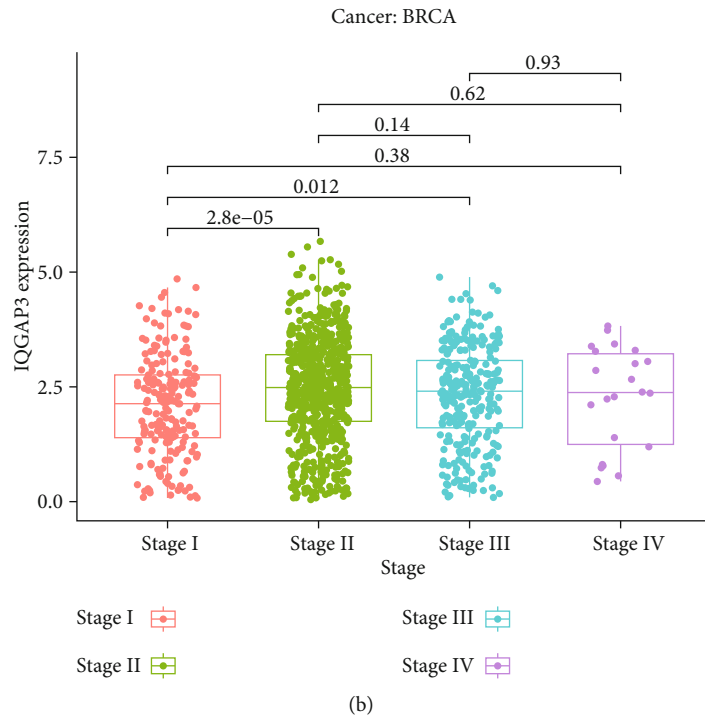 Cancer: BRCA
0.93
0.62
0.14
0.38
0.012
2.8e−05
7.5
5.0
2.5
0.0
IQGAP3 expression
Stage I
Stage II
Stage III
Stage IV
Stage
Stage I
Stage III
Stage II
Stage IV
(b)